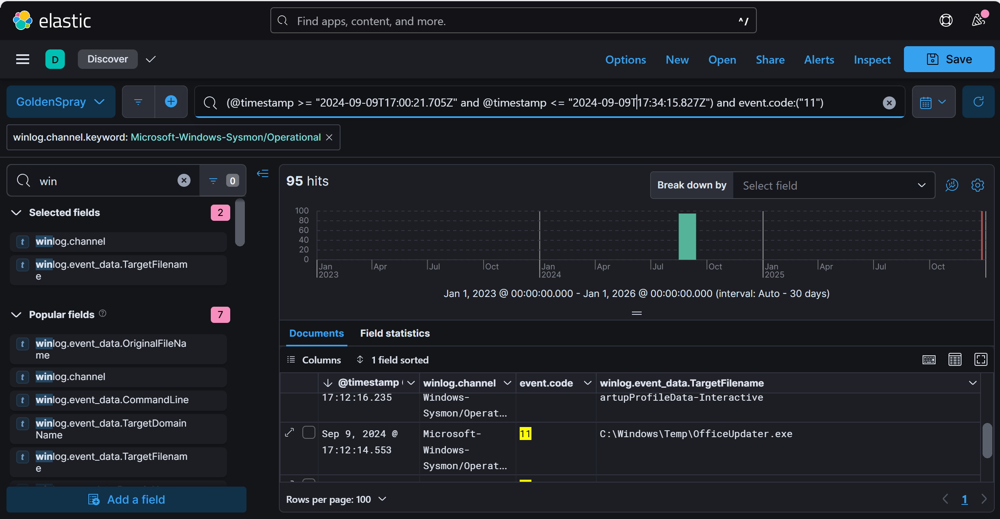 elastic
Find apps, content, and more.
^/
D
Discover
Options
New
Open
Share
Alerts
Inspect
Save
GoldenSpray
(@timestamp >= "2024-09-09T17:00:21.705Z" and @timestamp <= "2024-09-09T17:34:15.827Z") and event.code:("11")
winlog.channel.keyword: Microsoft-Windows-Sysmon/Operational
win
0
Selected fields
2
t winlog.channel
t winlog.event_data.TargetFilenam
e
Popular fields
7
t winlog.event_data.OriginalFileNa
me
t winlog.channel
t winlog.event_data.CommandLine
t winlog.event_data.TargetDomain
Name
t winlog.event_data.TargetFilenam
e
Add a field
95 hits
Break down by
Select field
100
80
60
40
20
0
Jan Apr Jul Oct Jan Apr Jul Oct Jan Apr Jul Oct
2023 2024 2025
Jan 1, 2023 @ 00:00:00.000 - Jan 1, 2026 @ 00:00:00.000 (interval: Auto - 30 days)
Documents
Field statistics
Columns
1 field sorted
@timestamp
winlog.channel
event.code
winlog.event_data.TargetFilename
17:12:16.235
Windows-
Sysmon/Operat...
artupProfileData-Interactive
Sep 9, 2024 @
17:12:14.553
Microsoft-
Windows-
Sysmon/Operat...
11
C:\Windows\Temp\OfficeUpdater.exe
Rows per page: 100
1